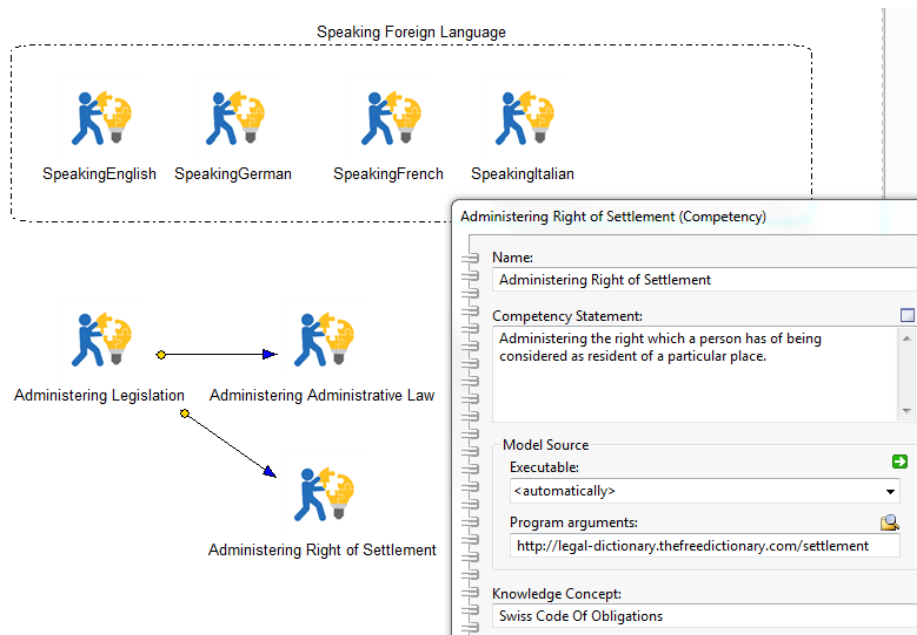 Speaking Foreign Language
SpeakingEnglish
SpeakingGerman
SpeakingFrench
SpeakingItalian
Administering Legislation
Administering Administrative Law
Administering Right of Settlement
Administering Right of Settlement (Competency)
Name:
Administering Right of Settlement
Competency Statement:
Administering the right which a person has of being
considered as resident of a particular place.
Model Source
Executable:
<automatically>
Program arguments:
http://legal-dictionary.thefreedictionary.com/settlement
Knowledge Concept:
Swiss Code Of Obligations